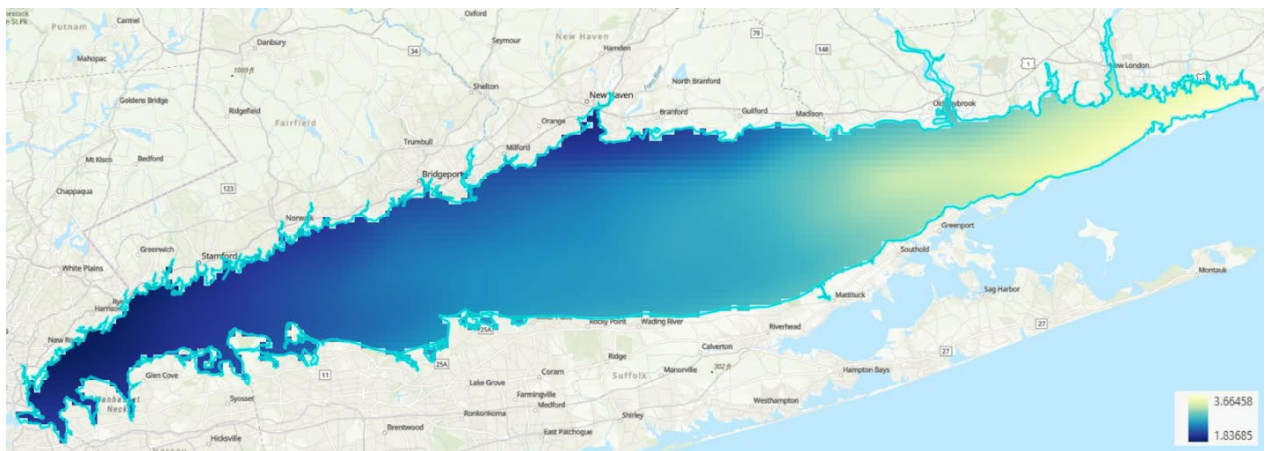 Oxford
Carmel
Putnam
New Haven
Seymour
79
Danbury
34
Hamden
148
Mahopac
1
New London
1099 ft
Shelton
North Branford
Goldens Bridge
Ridgefield
New Haven
Branford
Guilford
Madison
Orange
Fairfield
Trumbull
Milford
Mt Kisco
Bedford
Bridgeport
Chappaqua
123
Norwalk
Greenport
Greenwich
Stamford
Southold
White Plains
Montauk
Sag Harbor
Mattituck
25A
Rocky Point
Wading River
27
Riverhead
Calverton
27
25A
Ridge
302 ft
Glen Cove
11
Coram
Suffolk
Manorville
Hampton Bays
Syosset
Lake Grove
Farmingville
Medford
Westhampton
Ronkonkoma
Shirley
Brentwood
East Patchogue
Hicksville
3.66458
1.83685